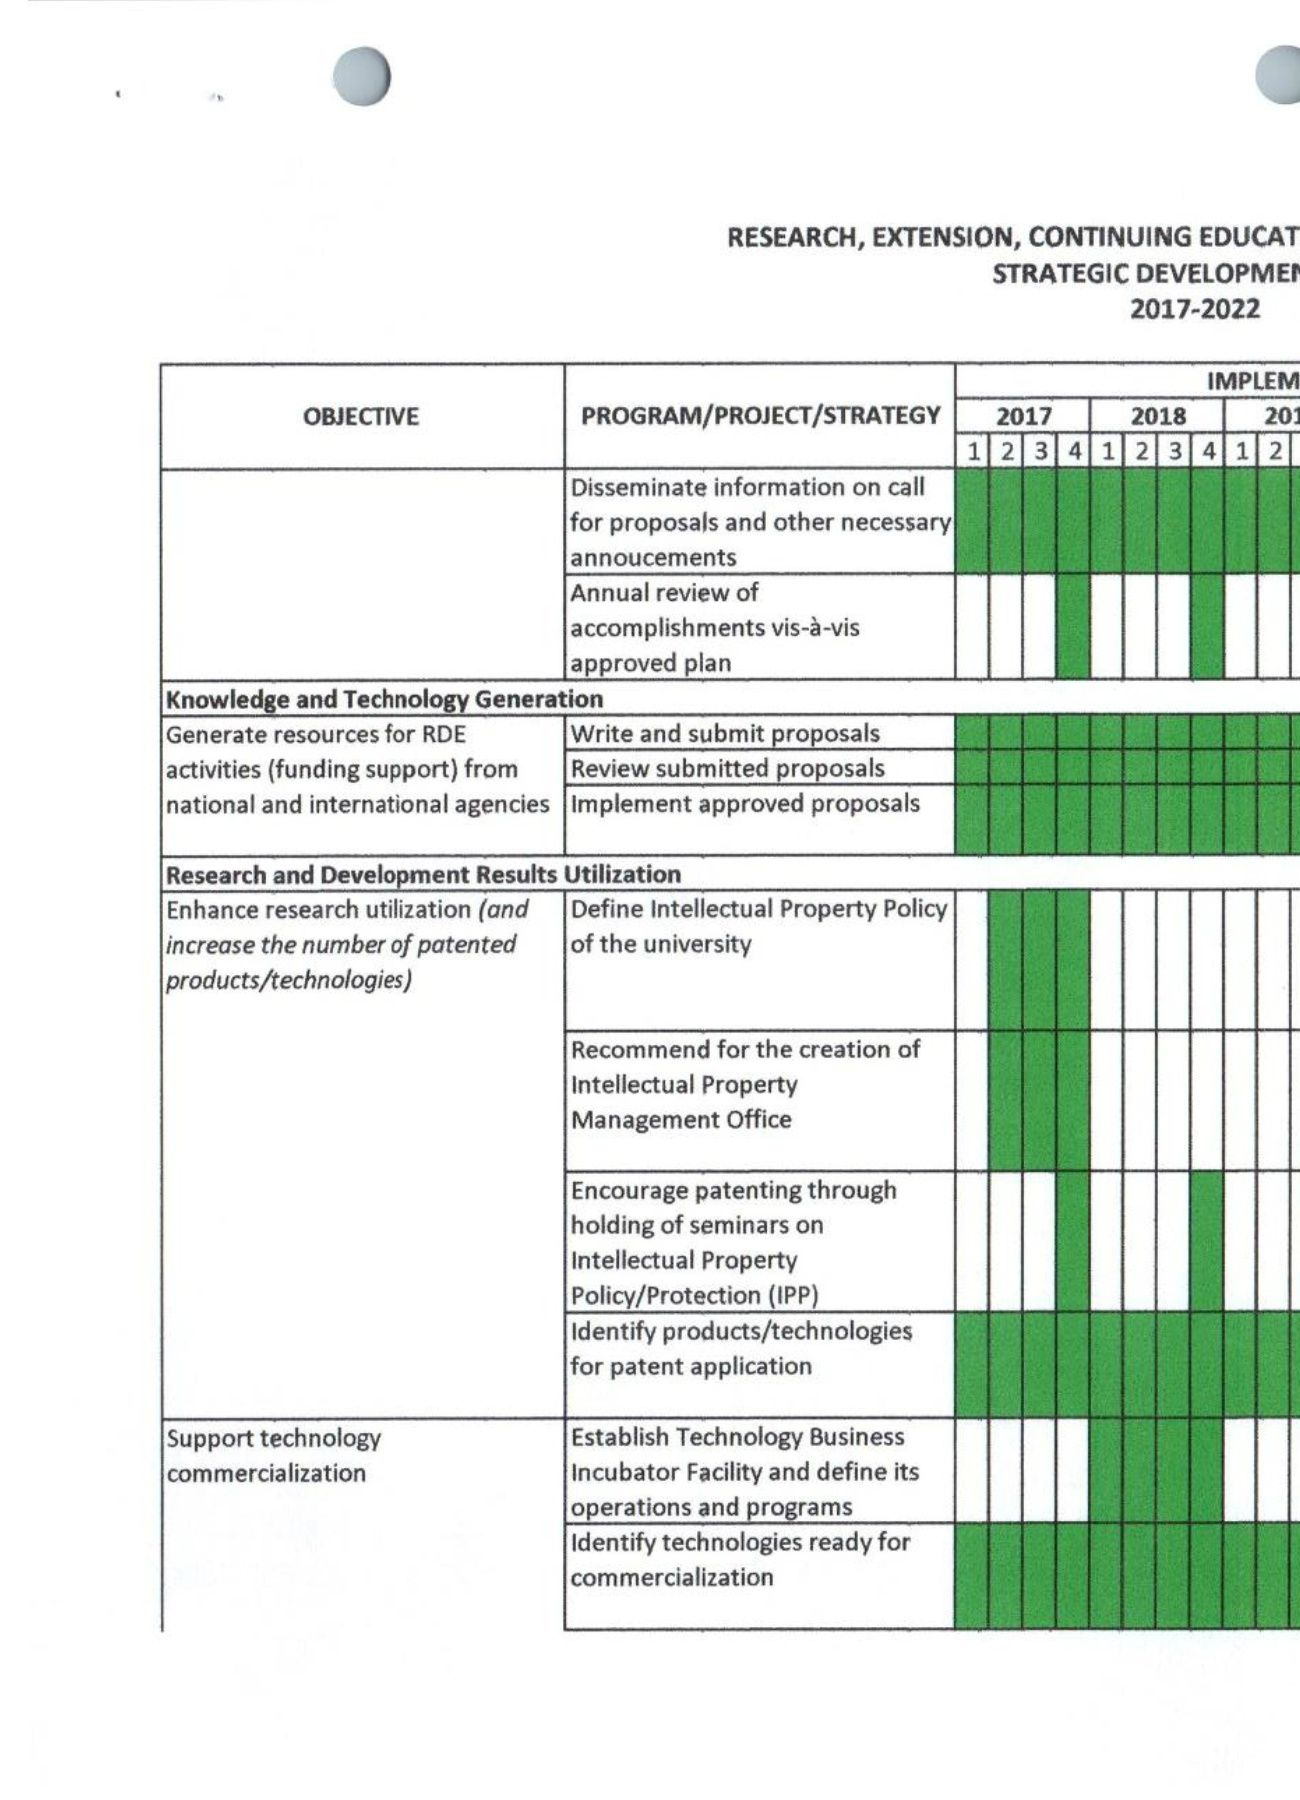 RESEARCH, EXTENSION, CONTINUING EDUCAT
STRATEGIC DEVELOPMEN
2017-2022
OBJECTIVE
PROGRAM/PROJECT/STRATEGY
IMPLEM
2017 2018 201
1 2 3 4 1 2 3 4 1 2
Disseminate information on call
for proposals and other necessary
annoucements
Annual review of
accomplishments vis-à-vis
approved plan
Knowledge and Technology Generation
Generate resources for RDE
activities (funding support) from
national and international agencies
Write and submit proposals
Review submitted proposals
Implement approved proposals
Research and Development Results Utilization
Enhance research utilization (and
increase the number of patented
products/technologies)
Define Intellectual Property Policy
of the university
Recommend for the creation of
Intellectual Property
Management Office
Encourage patenting through
holding of seminars on
Intellectual Property
Policy/Protection (IPP)
Identify products/technologies
for patent application
Support technology
commercialization
Establish Technology Business
Incubator Facility and define its
operations and programs
Identify technologies ready for
commercialization